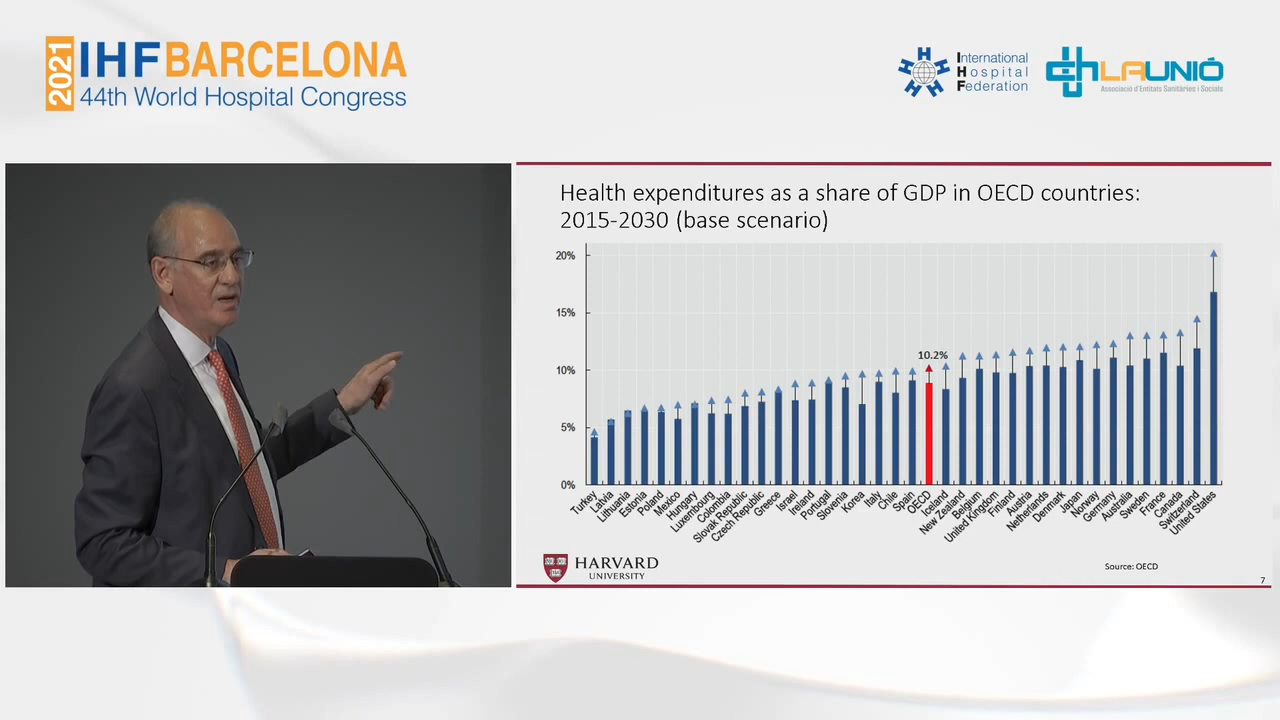 2021
IHF BARCELONA
44th World Hospital Congress
International
Hospital
Federation
LAUNIÓ
Associació d'Entitats Sanitàries i Socials
Health expenditures as a share of GDP in OECD countries:
2015-2030 (base scenario)
20%
15%
10%
5%
0%
10.2%
Turkey
Latvia
Lithuania
Estonia
Poland
Mexico
Hungary
Luxembourg
Colombia
Slovak Republic
Czech Republic
Greece
Israel
Ireland
Portugal
Slovenia
Korea
Italy
Chile
Spain
OECD
Iceland
New Zealand
Belgium
United Kingdom
Finland
Austria
Netherlands
Denmark
Japan
Norway
Germany
Australia
Sweden
France
Canada
Switzerland
United States
HARVARD
UNIVERSITY
Source: OECD
7